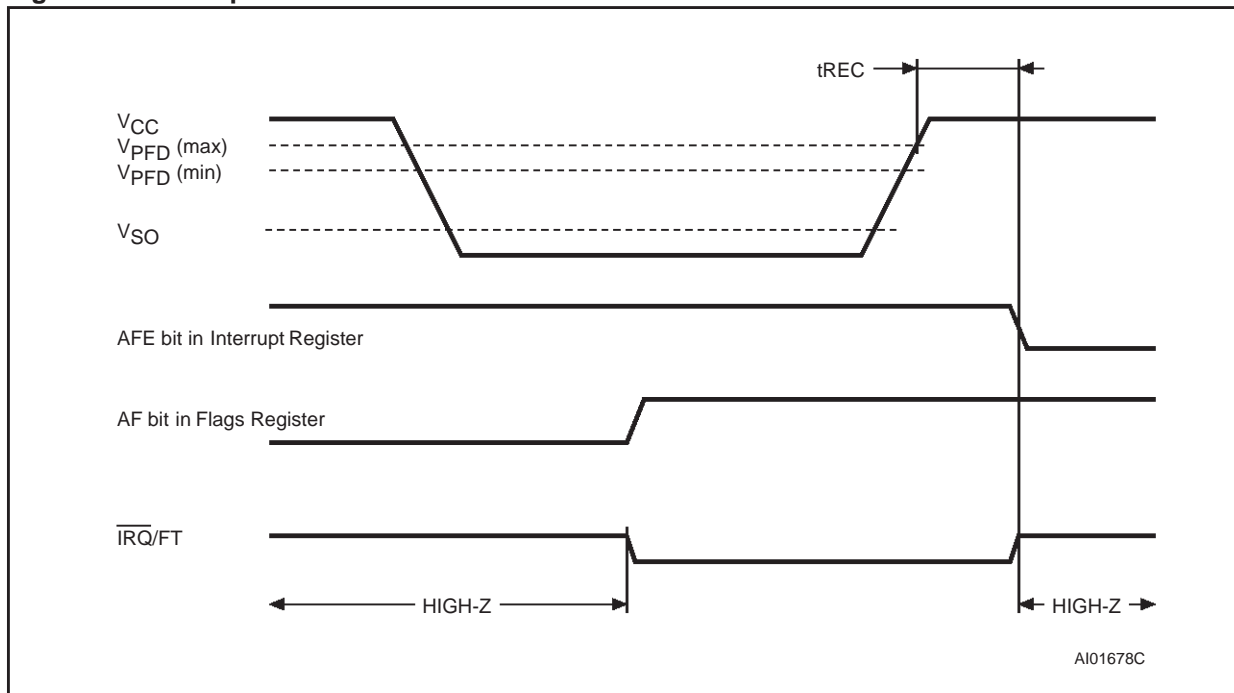 tREC
VCC
VPFD (max)
VPFD (min)
VSO
AFE bit in Interrupt Register
AF bit in Flags Register
IRQ/FT
HIGH-Z
HIGH-Z
AI01678C